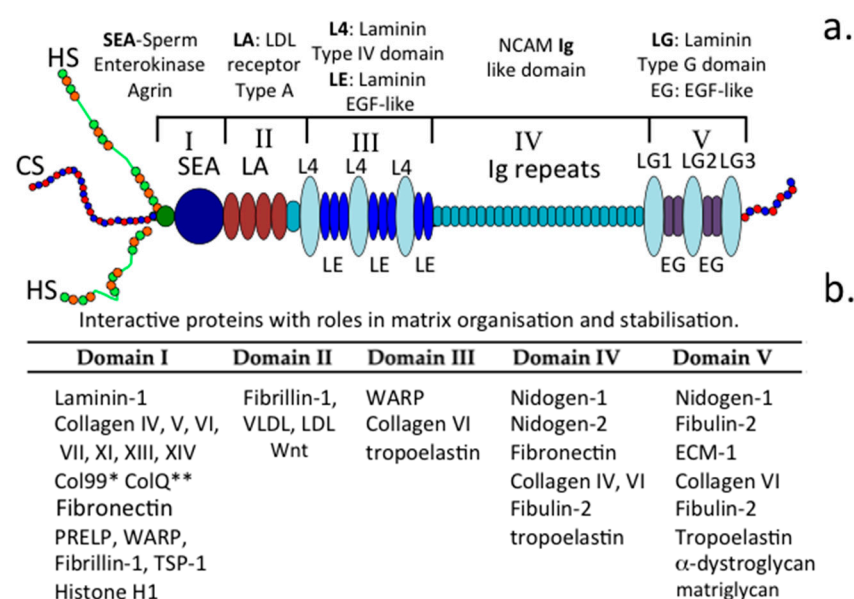 a.
HS
SEA-Sperm
Enterokinase
Agrin
LA: LDL
receptor
Type A
L4: Laminin
Type IV domain
LE: Laminin
EGF-like
NCAM Ig
like domain
LG: Laminin
Type G domain
EG: EGF-like
I II III IV V
CS
SEA LA L4 L4 L4 Ig repeats LG1 LG2 LG3
LE LE LE EG EG
HS
b.
Interactive proteins with roles in matrix organisation and stabilisation.
Domain I Domain II Domain III Domain IV Domain V
Laminin-1 Fibrillin-1, WARP Nidogen-1 Nidogen-1
Collagen IV, V, VI, VLDL, LDL Collagen VI Nidogen-2 Fibulin-2
VII, XI, XIII, XIV Wnt tropoelastin Fibronectin ECM-1
Col99* ColQ** Collagen IV, VI Collagen VI
Fibronectin Fibulin-2 Fibulin-2
PRELP, WARP, tropoelastin Tropoelastin
Fibrillin-1, TSP-1 α-dystroglycan
Histone H1 matriglycan